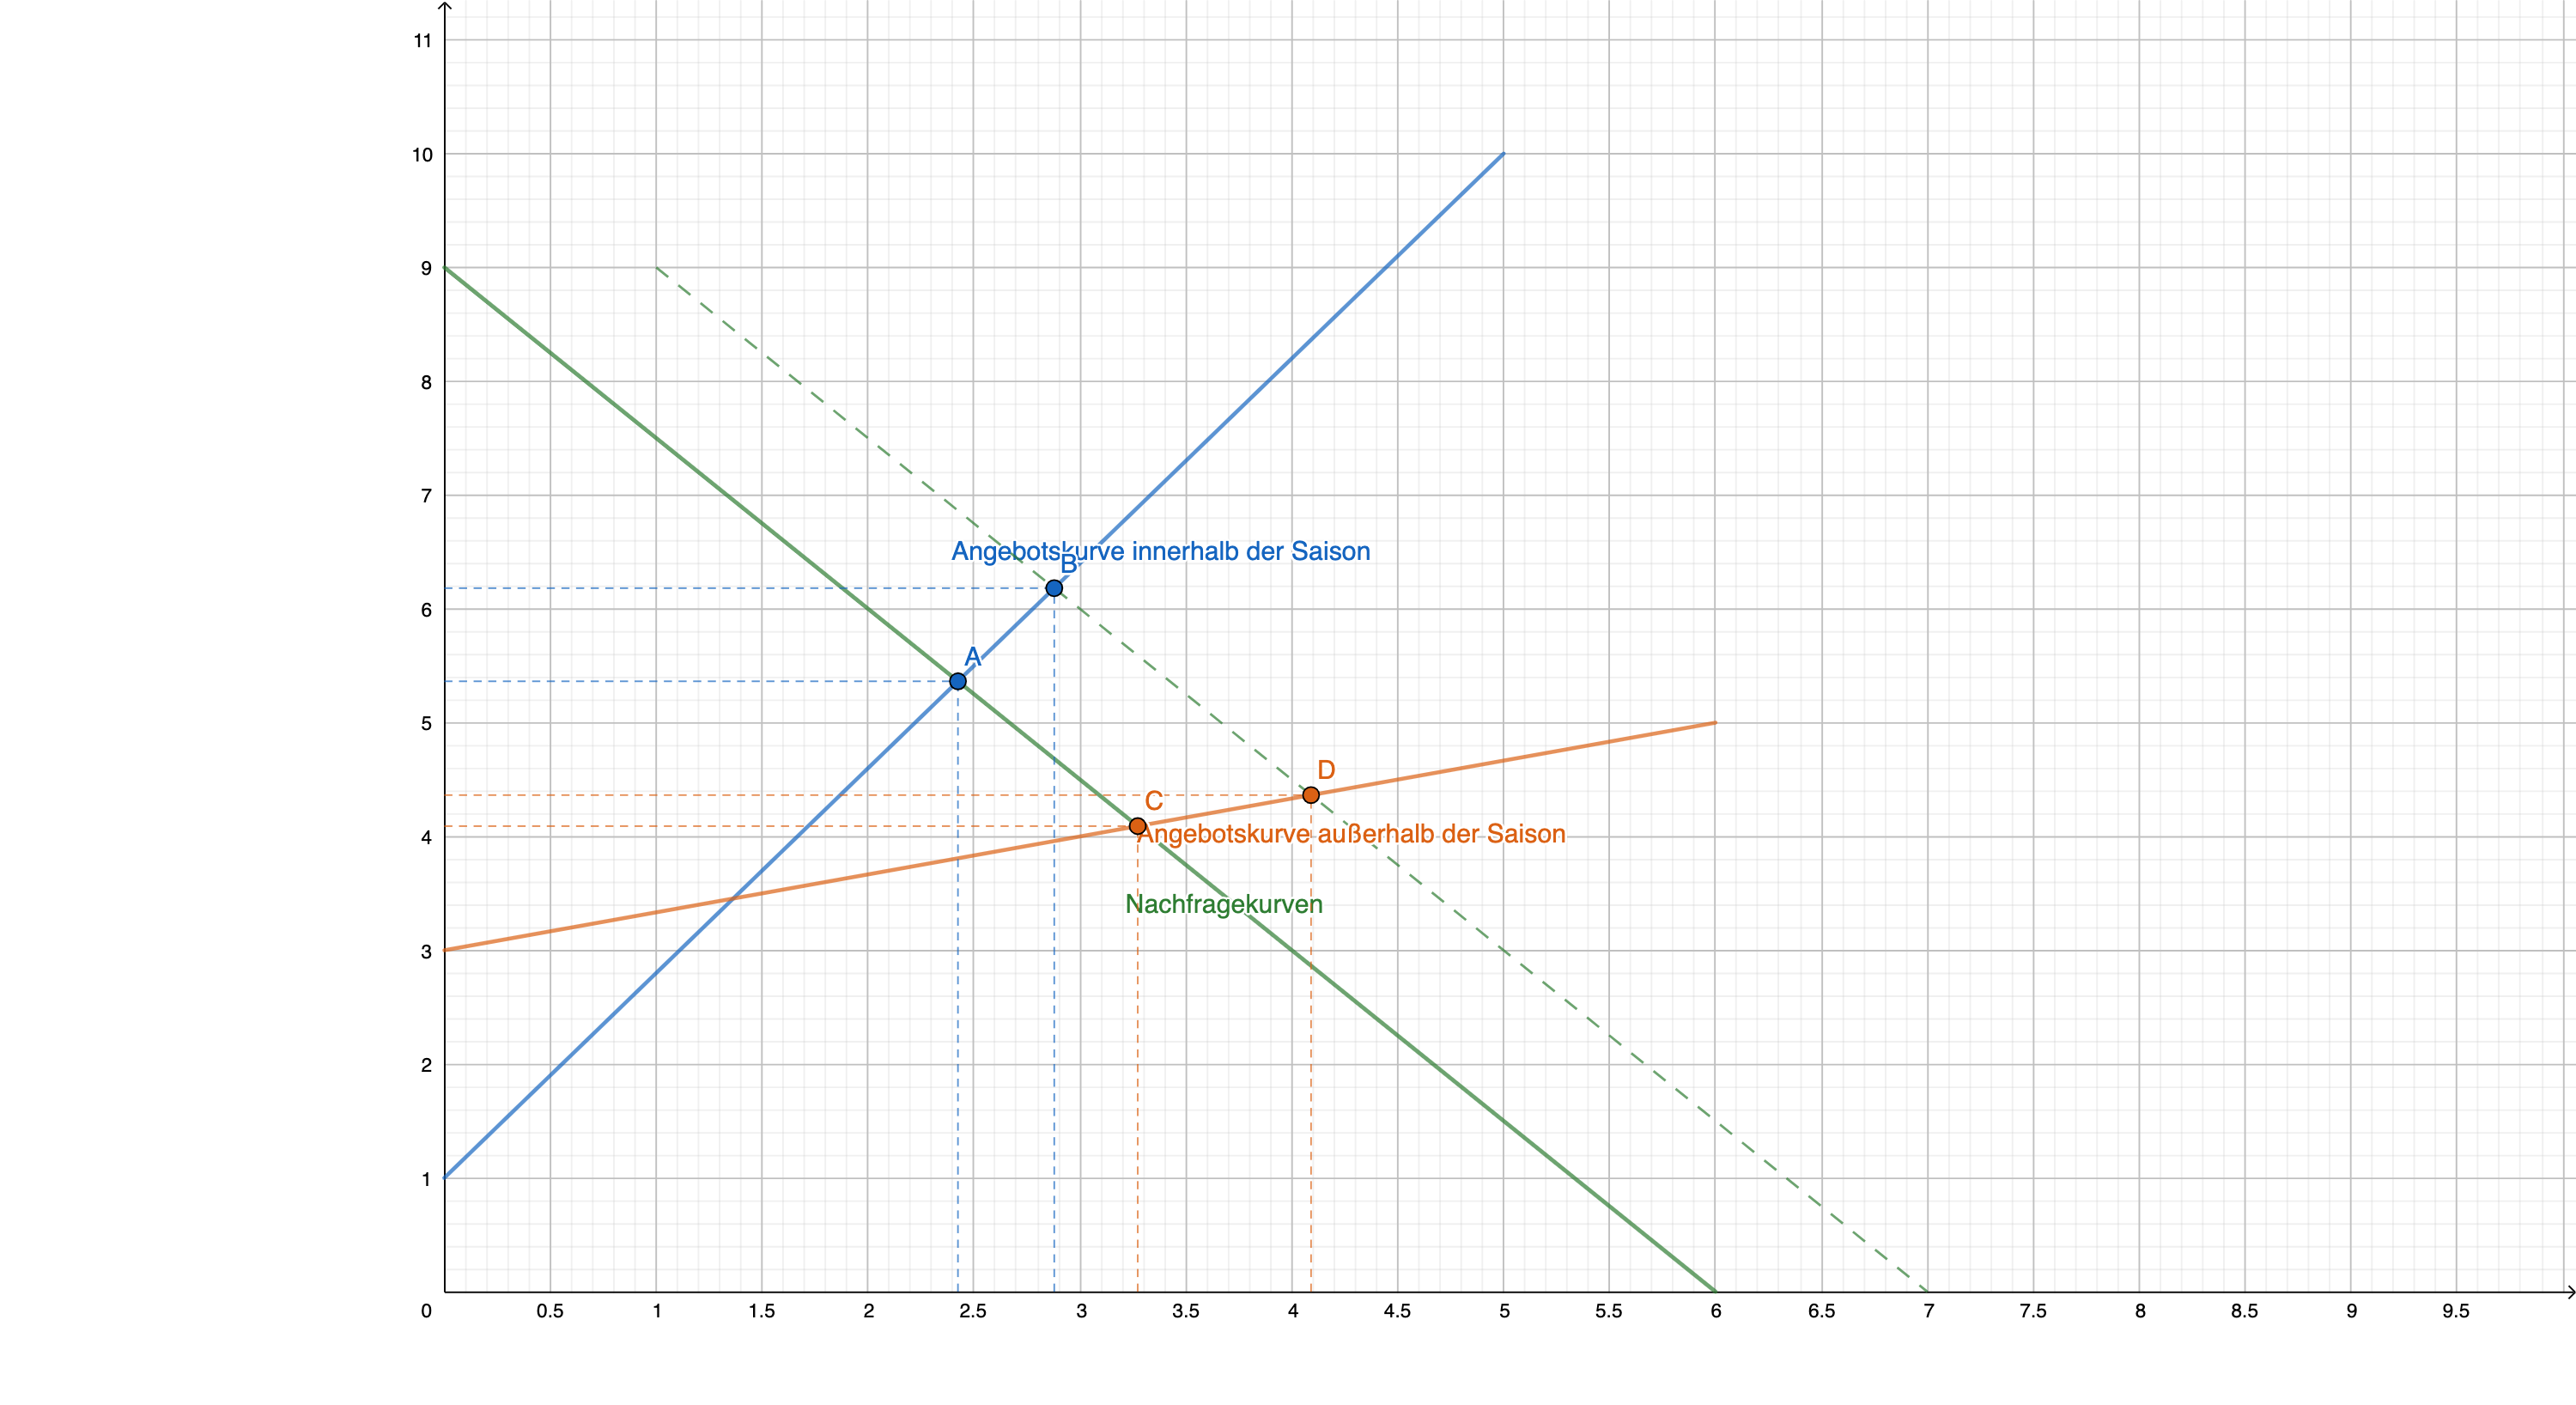 11
10
9
8
7
Angebotskurve innerhalb der Saison
B
6
A
5
D
C
4
Angebotskurve außerhalb der Saison
Nachfragekurven
3
2
1
0 0.5 1 1.5 2 2.5 3 3.5 4 4.5 5 5.5 6 6.5 7 7.5 8 8.5 9 9.5